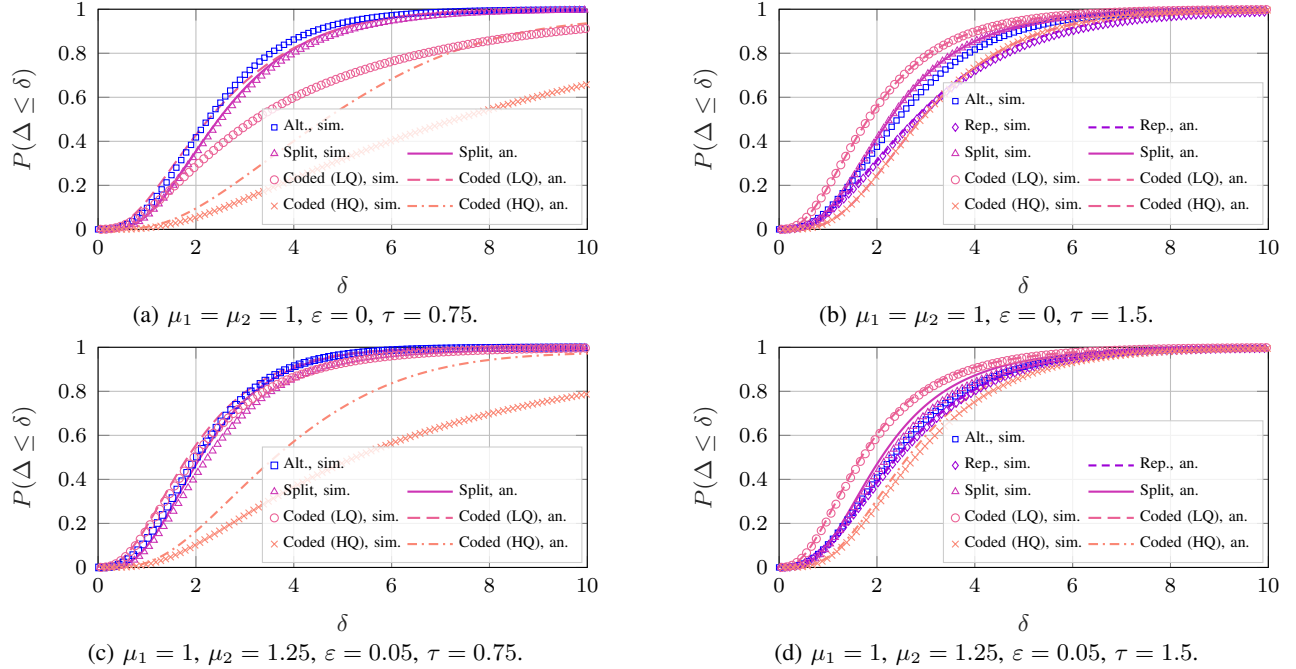 1
0.8
0.6
0.4
0.2
0
P(Δ ≤ δ)
0 2 4 6 8 10
δ
Alt., sim.
Split, sim. Split, an.
Coded (LQ), sim. Coded (LQ), an.
Coded (HQ), sim. Coded (HQ), an.
(a) μ1 = μ2 = 1, ε = 0, τ = 0.75.
1
0.8
0.6
0.4
0.2
0
P(Δ ≤ δ)
0 2 4 6 8 10
δ
Alt., sim.
Rep., sim. Rep., an.
Split, sim. Split, an.
Coded (LQ), sim. Coded (LQ), an.
Coded (HQ), sim. Coded (HQ), an.
(b) μ1 = μ2 = 1, ε = 0, τ = 1.5.
1
0.8
0.6
0.4
0.2
0
P(Δ ≤ δ)
0 2 4 6 8 10
δ
Alt., sim.
Split, sim. Split, an.
Coded (LQ), sim. Coded (LQ), an.
Coded (HQ), sim. Coded (HQ), an.
(c) μ1 = 1, μ2 = 1.25, ε = 0.05, τ = 0.75.
1
0.8
0.6
0.4
0.2
0
P(Δ ≤ δ)
0 2 4 6 8 10
δ
Alt., sim.
Rep., sim. Rep., an.
Split, sim. Split, an.
Coded (LQ), sim. Coded (LQ), an.
Coded (HQ), sim. Coded (HQ), an.
(d) μ1 = 1, μ2 = 1.25, ε = 0.05, τ = 1.5.